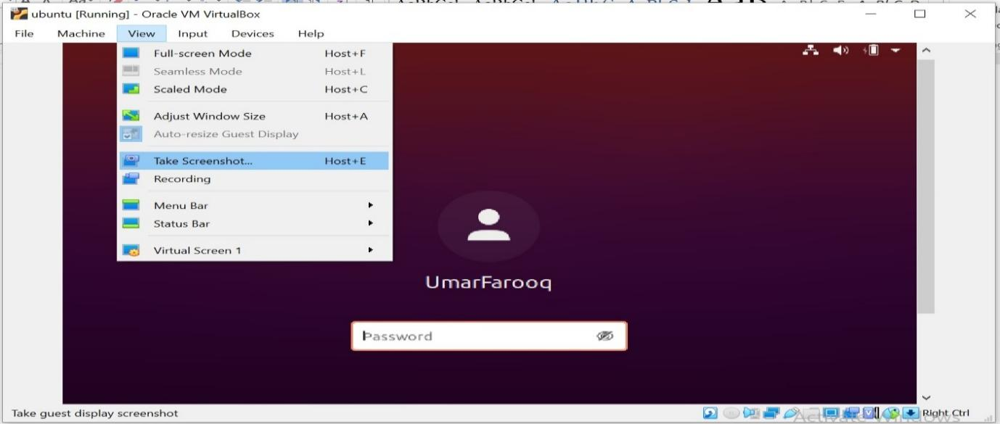 ubuntu [Running] - Oracle VM VirtualBox
File Machine View Input Devices Help
Full-screen Mode Host+F
Seamless Mode Host+L
Scaled Mode Host+C
Adjust Window Size Host+A
Auto-resize Guest Display
Take Screenshot... Host+E
Recording
Menu Bar
Status Bar
Virtual Screen 1
UmarFarooq
Password
Take guest display screenshot
Activate Windows
Right Ctrl